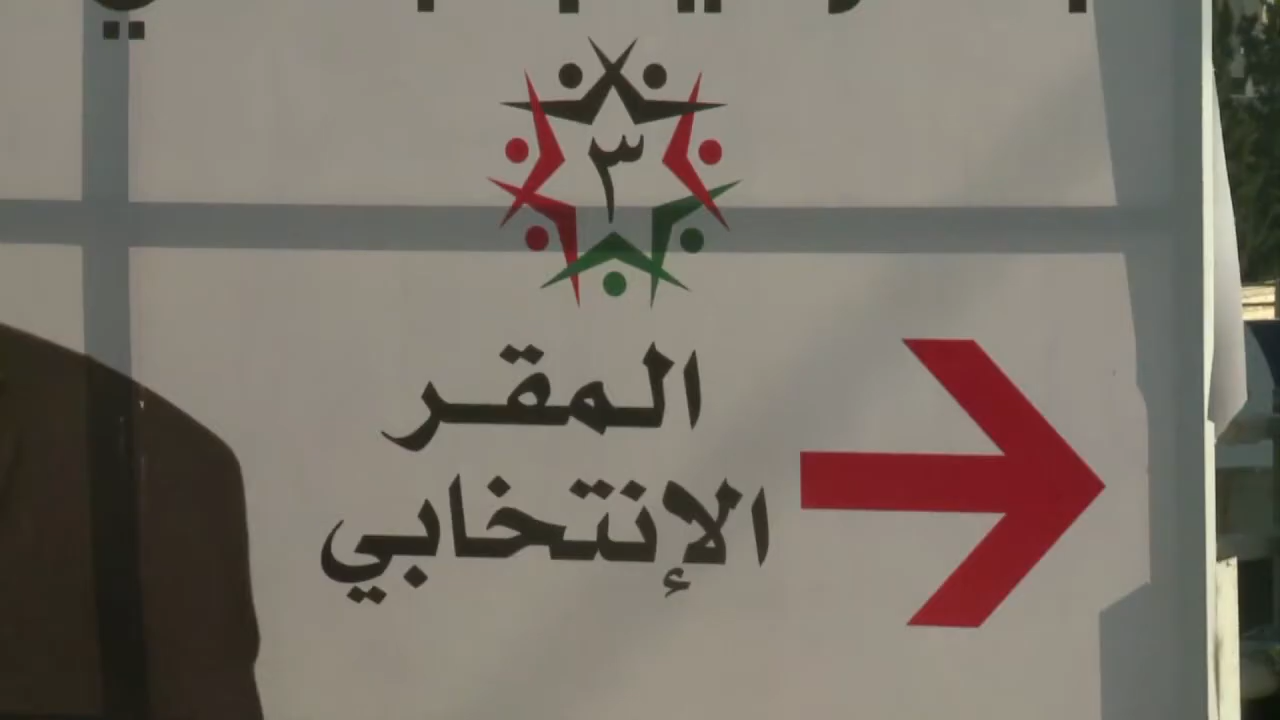 ٣
المقر
الإنتخابي